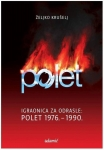 ŽELJKO KRUŠELJ
polet
IGRAONICA ZA ODRASLE:
POLET 1976. - 1990.
Adamić